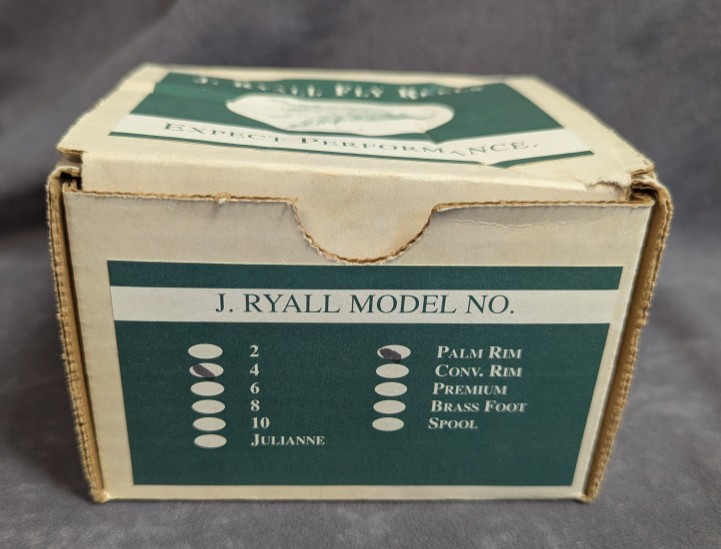 J. RYALL FLY REELS
EXPECT PERFORMANCE.
J. RYALL MODEL NO.
2 PALM RIM
4 CONV. RIM
6 PREMIUM
8 BRASS FOOT
10 SPOOL
JULIANNE